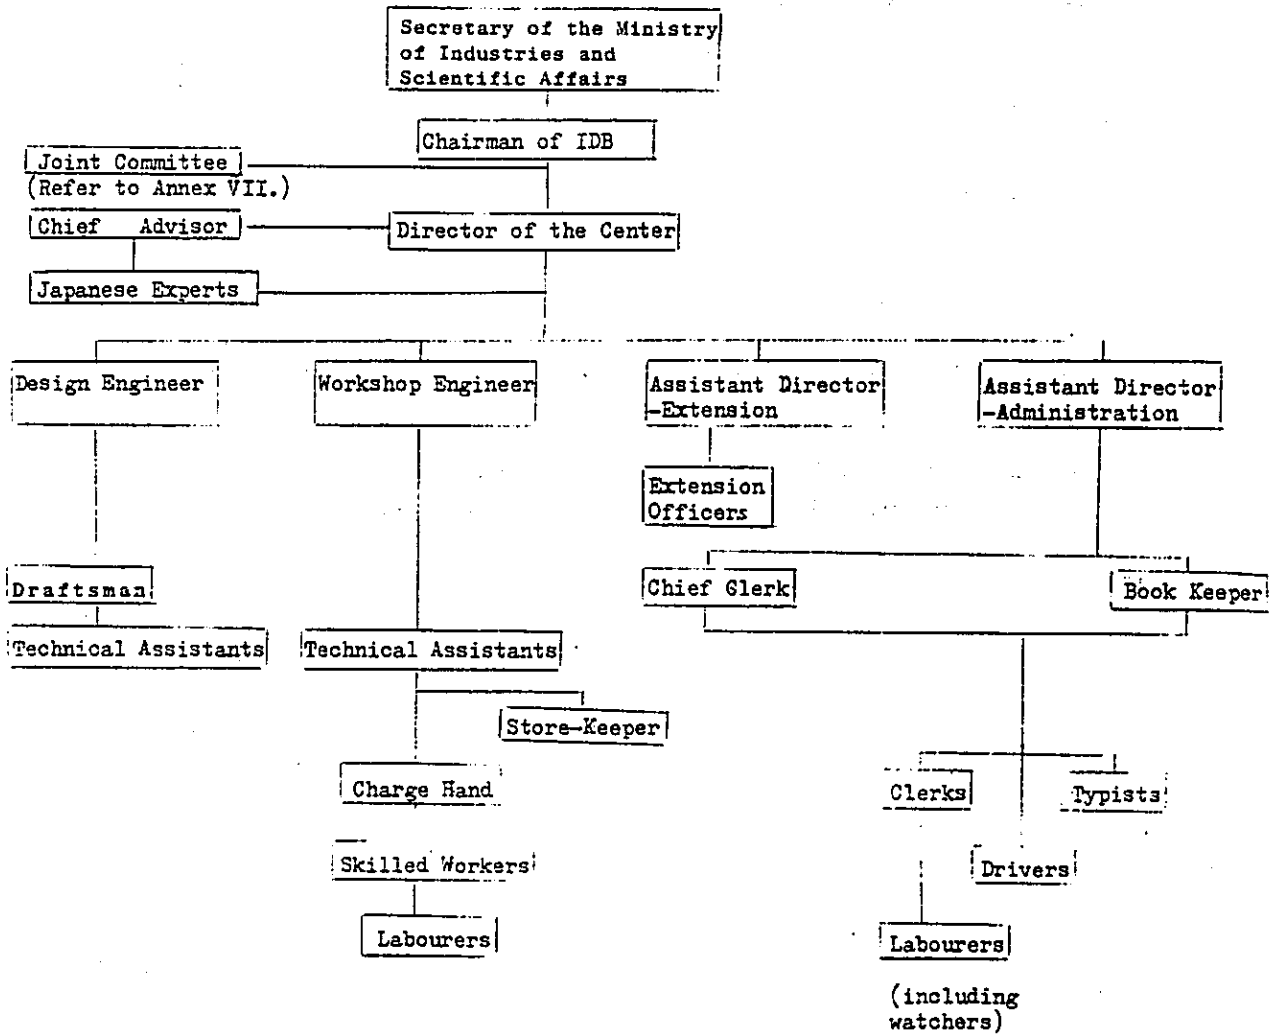 Secretary of the Ministry
of Industries and
Scientific Affairs
Chairman of IDB
Joint Committee
(Refer to Annex VII.)
Chief Advisor
Director of the Center
Japanese Experts
Design Engineer
Workshop Engineer
Assistant Director
-Extension
Assistant Director
-Administration
Extension
Officers
Draftsman
Chief Glerk
Book Keeper
Technical Assistants
Technical Assistants
Store-Keeper
Charge Hand
Clerks
Typists
Skilled Workers
Drivers
Labourers
Labourers
(including
watchers)